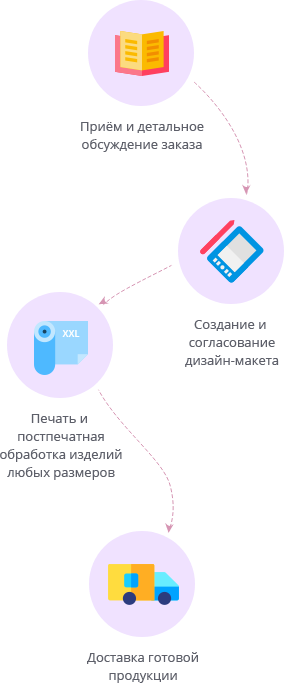 Приём и детальное
обсуждение заказа
Создание и
согласование
дизайн-макета
XXL
Печать и
постпечатная
обработка изделий
любых размеров
Доставка готовой
продукции